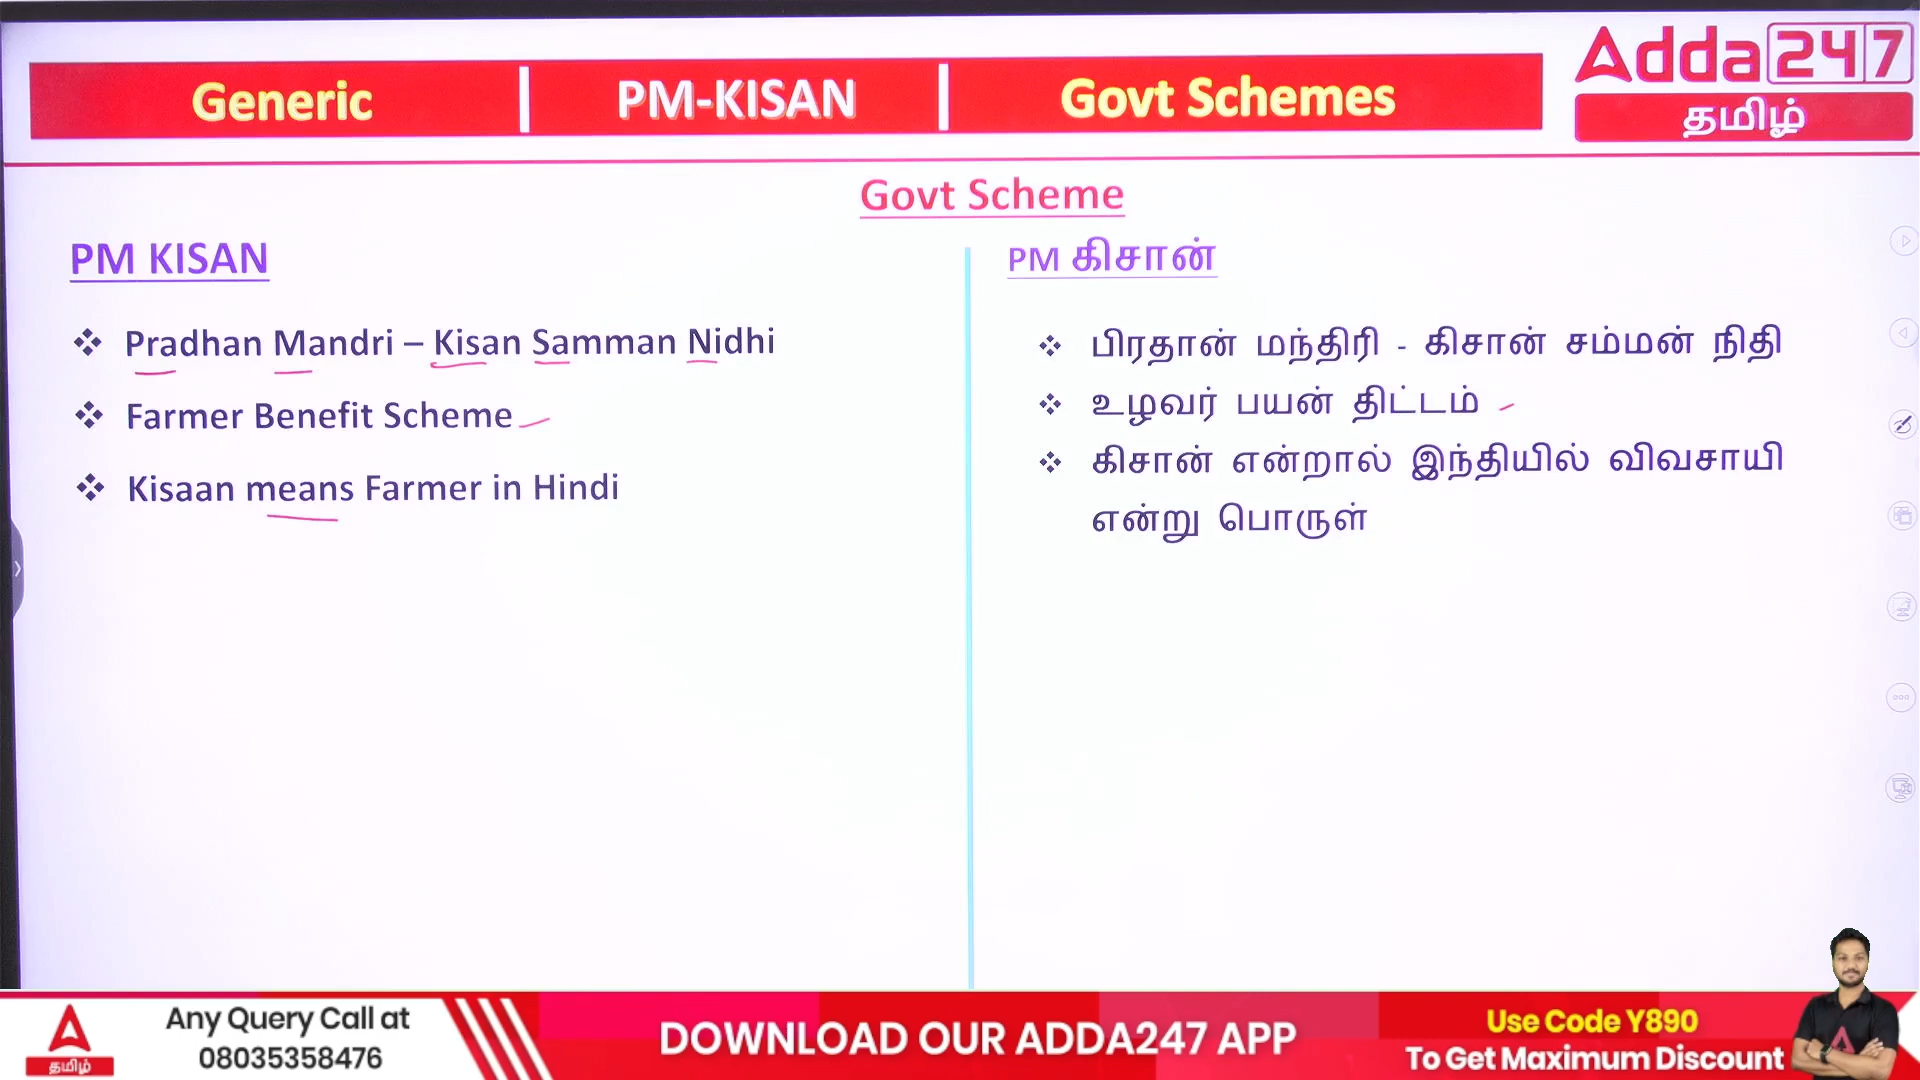 Generic
PM-KISAN
Govt Schemes
Adda247
தமிழ்
Govt Scheme
PM KISAN
Pradhan Mandri – Kisan Samman Nidhi
Farmer Benefit Scheme
Kisaan means Farmer in Hindi
PM கிசான்
பிரதான் மந்திரி - கிசான் சம்மன் நிதி
உழவர் பயன் திட்டம்
கிசான் என்றால் இந்தியில் விவசாயி
என்று பொருள்
தமிழ்
Any Query Call at
08035358476
DOWNLOAD OUR ADDA247 APP
Use Code Y890
To Get Maximum Discount